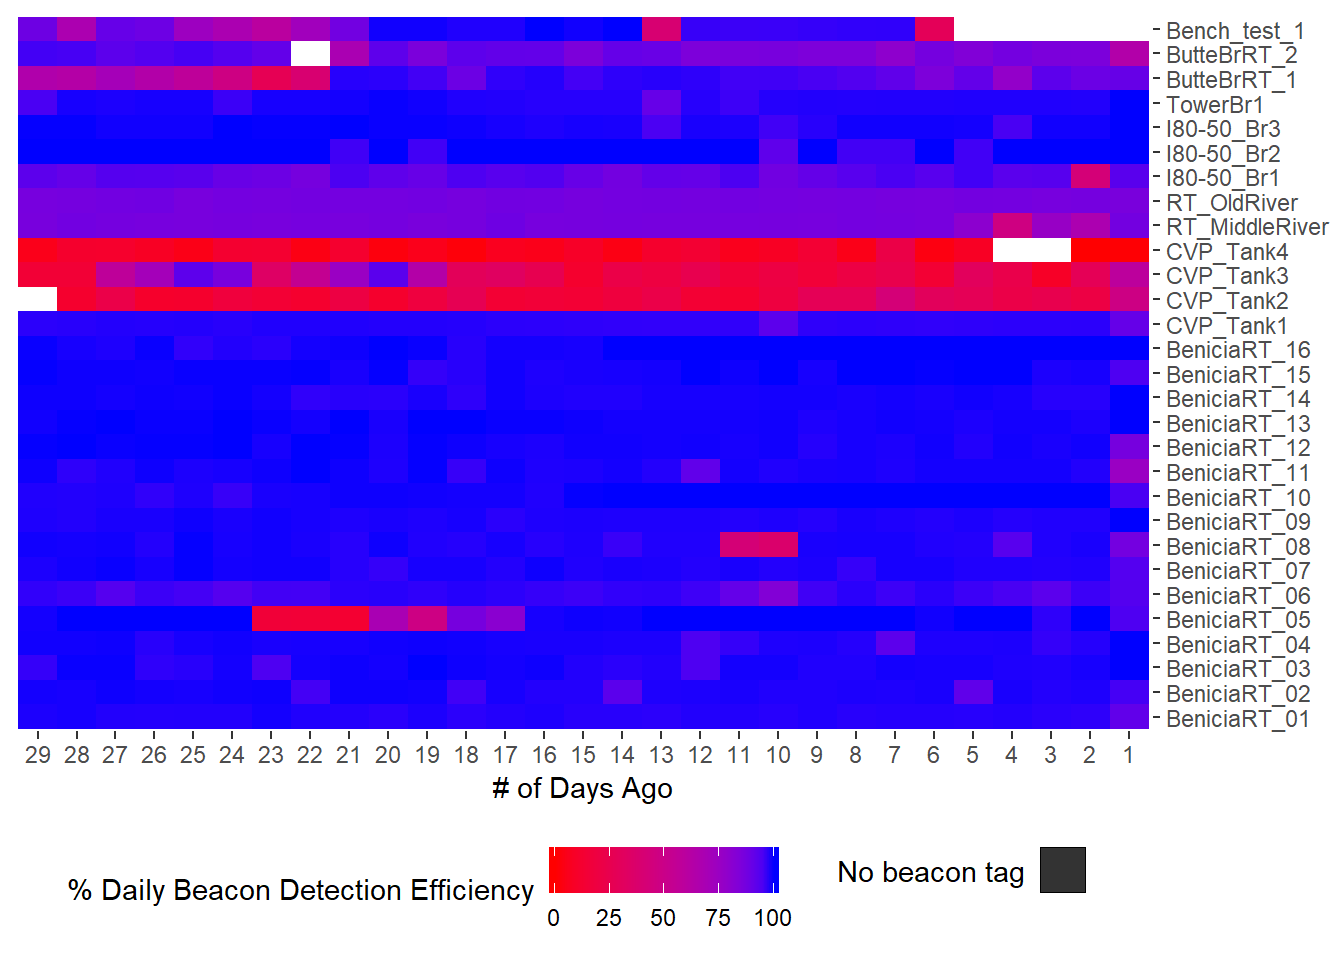 Bench_test_1
ButteBrRT_2
ButteBrRT_1
TowerBr1
I80-50_Br3
I80-50_Br2
I80-50_Br1
RT_OldRiver
RT_MiddleRiver
CVP_Tank4
CVP_Tank3
CVP_Tank2
CVP_Tank1
BeniciaRT_16
BeniciaRT_15
BeniciaRT_14
BeniciaRT_13
BeniciaRT_12
BeniciaRT_11
BeniciaRT_10
BeniciaRT_09
BeniciaRT_08
BeniciaRT_07
BeniciaRT_06
BeniciaRT_05
BeniciaRT_04
BeniciaRT_03
BeniciaRT_02
BeniciaRT_01
29 28 27 26 25 24 23 22 21 20 19 18 17 16 15 14 13 12 11 10 9 8 7 6 5 4 3 2 1
# of Days Ago
% Daily Beacon Detection Efficiency
0 25 50 75 100
No beacon tag